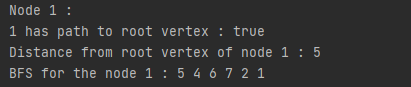 Node 1 :
1 has path to root vertex : true
Distance from root vertex of node 1 : 5
BFS for the node 1 : 5 4 6 7 2 1